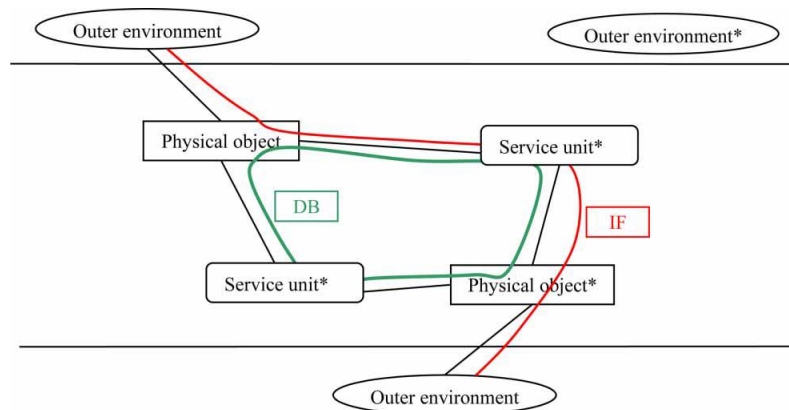 Outer environment
Outer environment*
Physical object
Service unit*
DB
IF
Service unit*
Physical object*
Outer environment